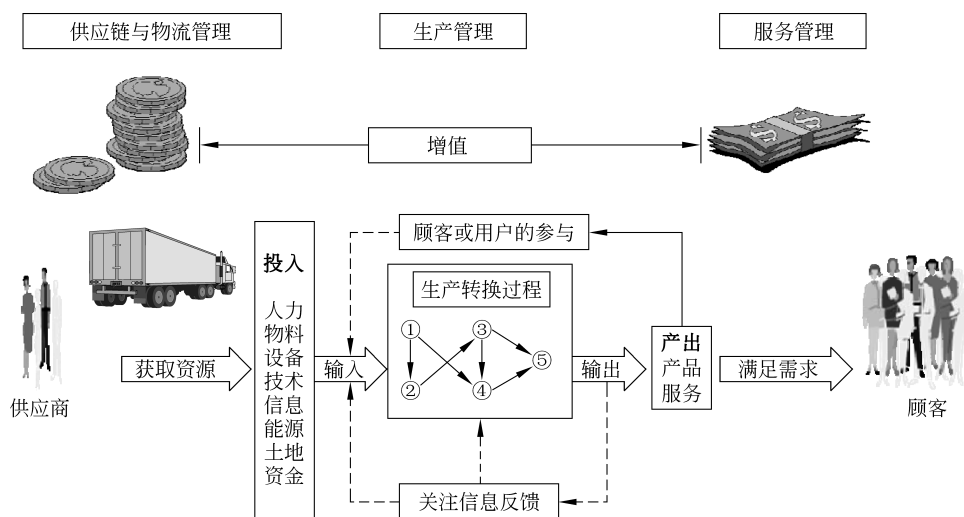 供应链与物流管理
生产管理
服务管理
增值
顾客或用户的参与
投入
人力
物料
设备
技术
信息
能源
土地
资金
生产转换过程
①
③
⑤
②
④
获取资源
输入
输出
产出
产品
服务
满足需求
供应商
顾客
关注信息反馈